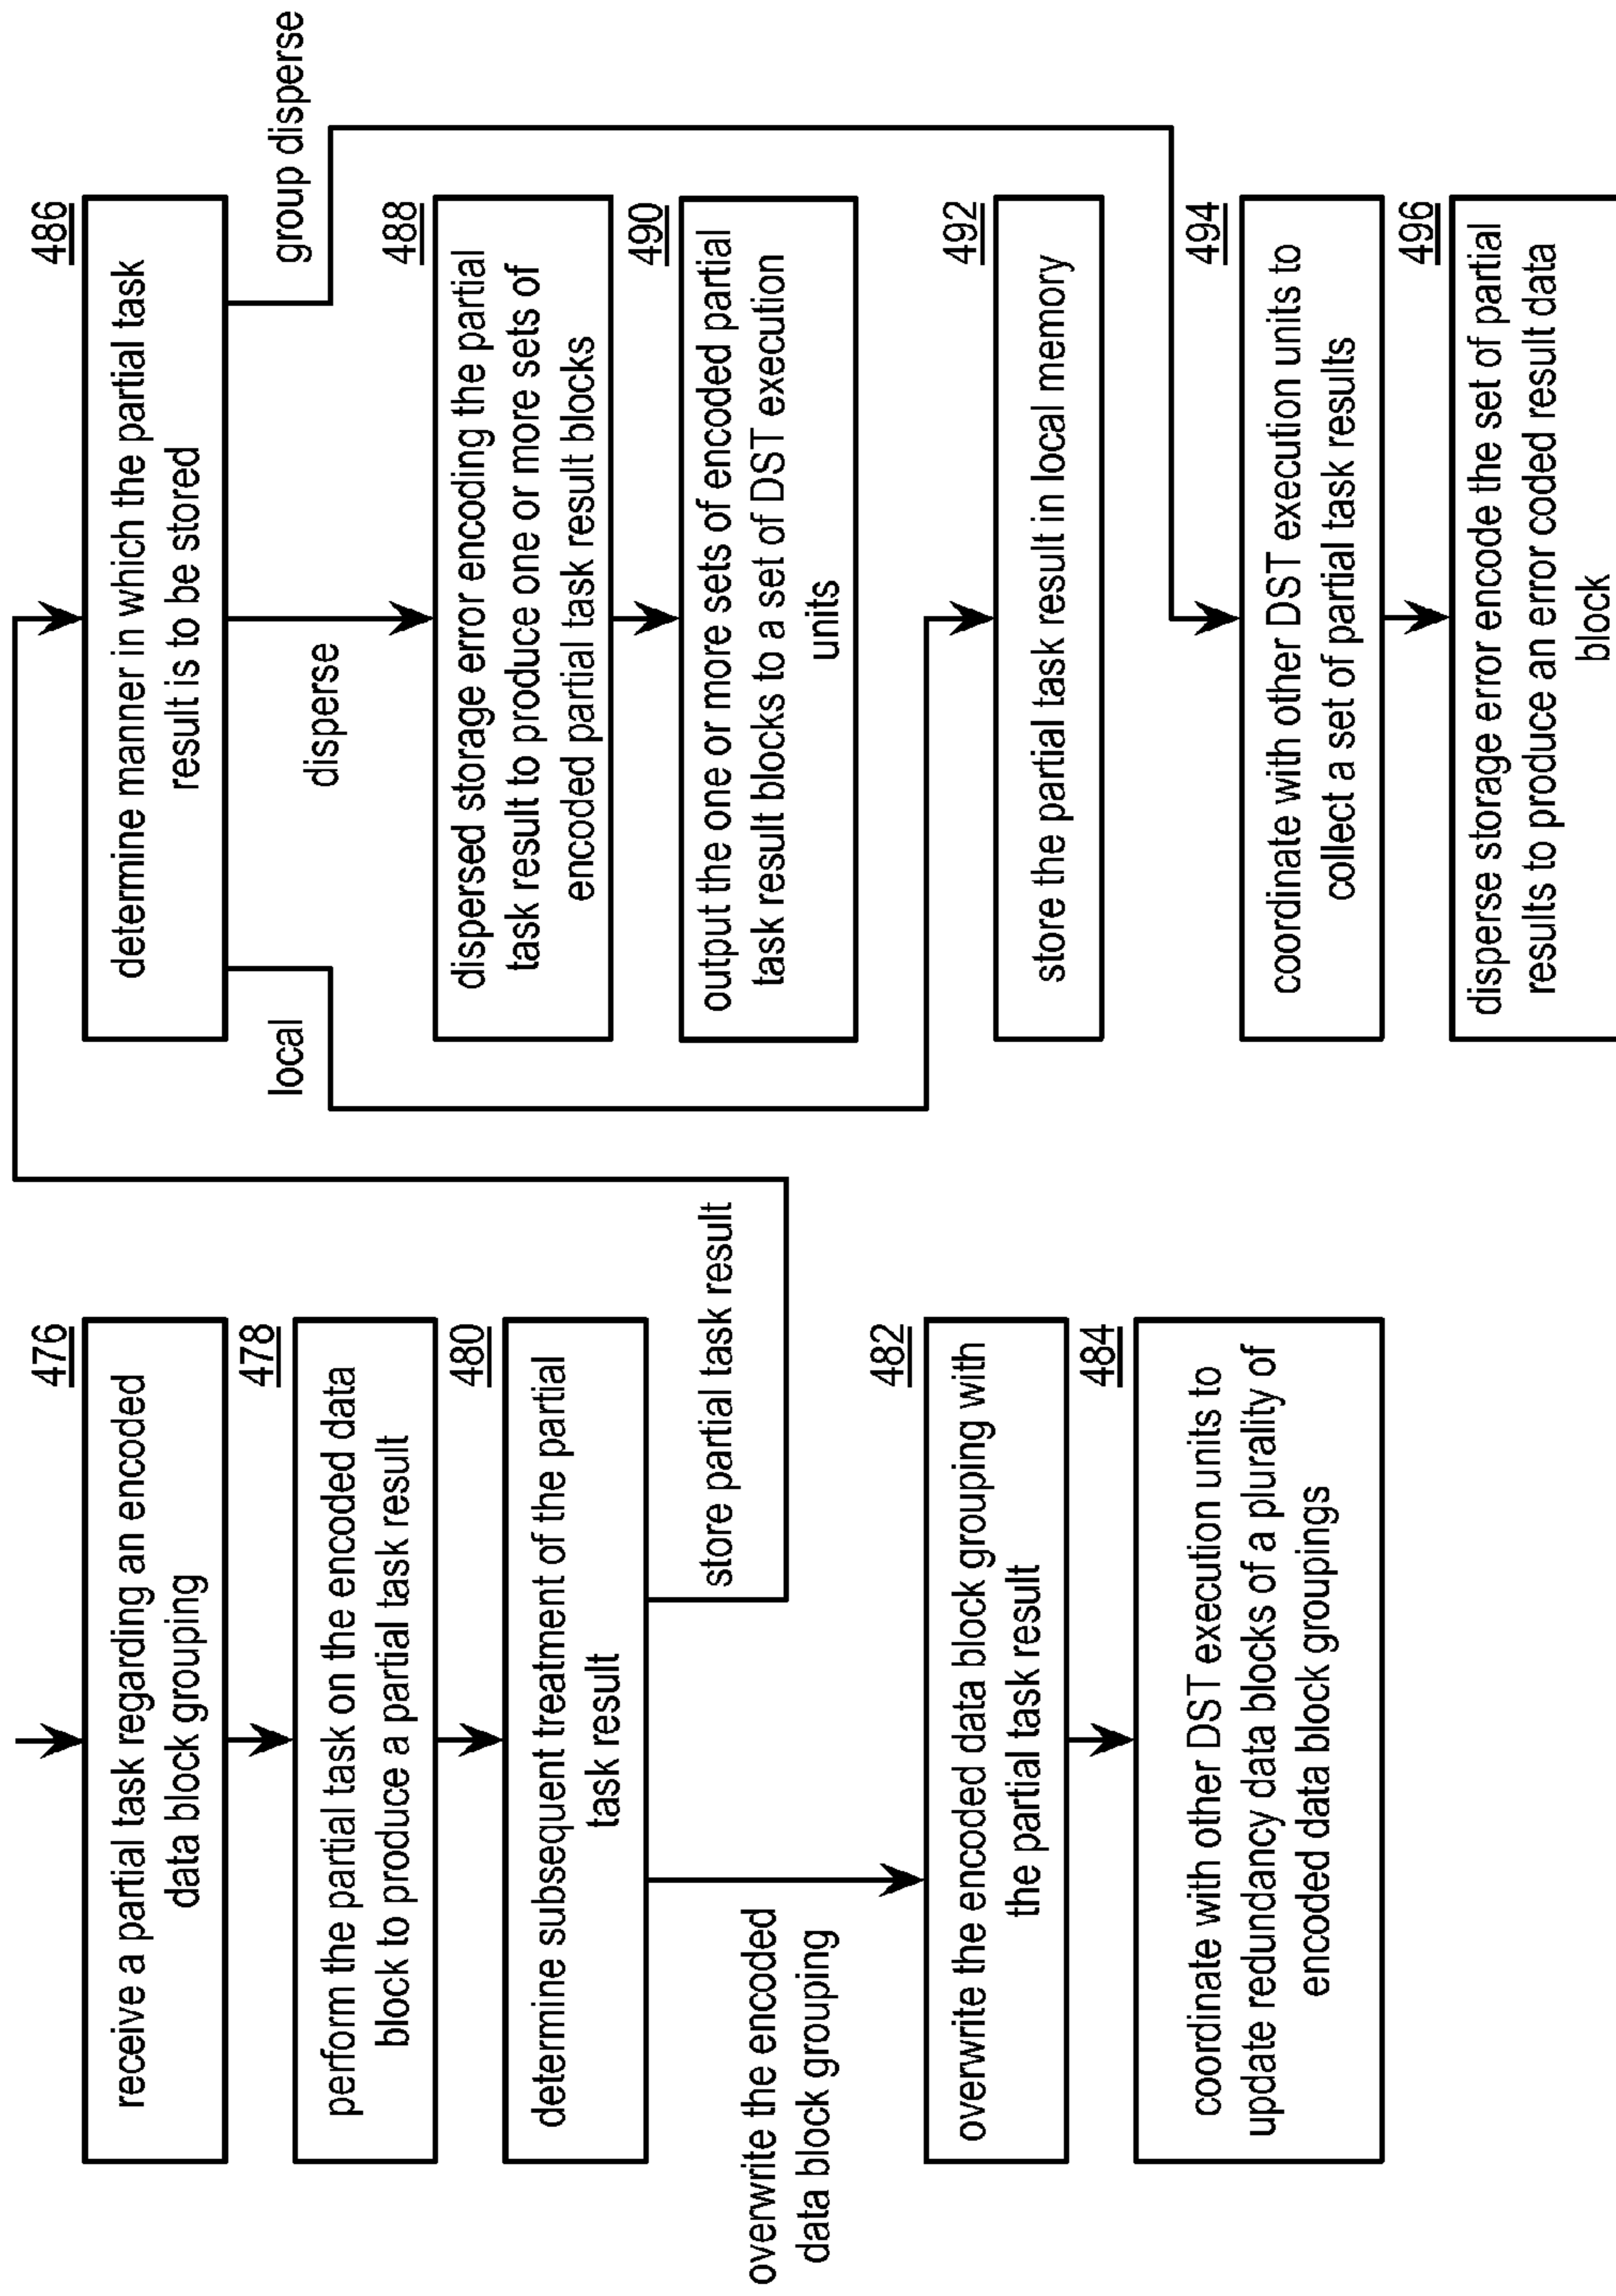 476
receive a partial task regarding an encoded
data block grouping
478
perform the partial task on the encoded data
block to produce a partial task result
480
determine subsequent treatment of the partial
task result
store partial task result
overwrite the encoded
data block grouping
482
overwrite the encoded data block grouping with
the partial task result
484
coordinate with other DST execution units to
update redundancy data blocks of a plurality of
encoded data block groupings
486
determine manner in which the partial task
result is to be stored
local
disperse
group disperse
488
dispersed storage error encoding the partial
task result to produce one or more sets of
encoded partial task result blocks
490
output the one or more sets of encoded partial
task result blocks to a set of DST execution
units
492
store the partial task result in local memory
494
coordinate with other DST execution units to
collect a set of partial task results
496
disperse storage error encode the set of partial
results to produce an error coded result data
block